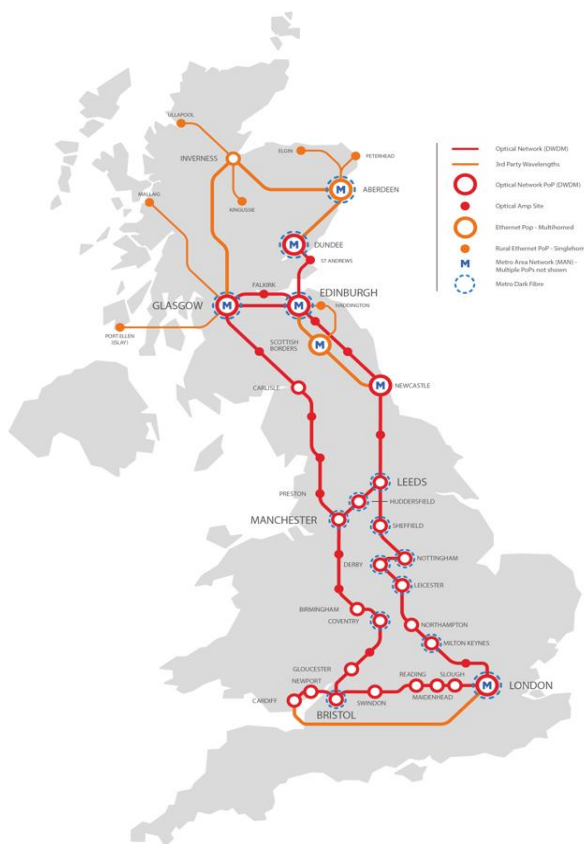 ULLAPOOL
INVERNESS
ELGIN
PETERHEAD
ABERDEEN
KINGUSSIE
MALLAIG
DUNDEE
ST ANDREWS
FALKIRK
EDINBURGH
HADDINGTON
GLASGOW
PORT ELLEN
(ISLAY)
SCOTTISH
BORDERS
NEWCASTLE
CARLISLE
LEEDS
HUDDERSFIELD
PRESTON
MANCHESTER
SHEFFIELD
NOTTINGHAM
DERBY
LEICESTER
BIRMINGHAM
COVENTRY
NORTHAMPTON
MILTON KEYNES
GLOUCESTER
NEWPORT
READING
SLOUGH
LONDON
CARDIFF
BRISTOL
SWINDON
MAIDENHEAD
M
M
M
M
M
M
M
Optical Network (DWDM)
3rd Party Wavelengths
Optical Network PoP (DWDM)
Optical Amp Site
Ethernet Pop - Multihomed
Rural Ethernet PoP - Singlehom
M
Metro Area Network (MAN) -
Multiple PoPs not shown
Metro Dark Fibre